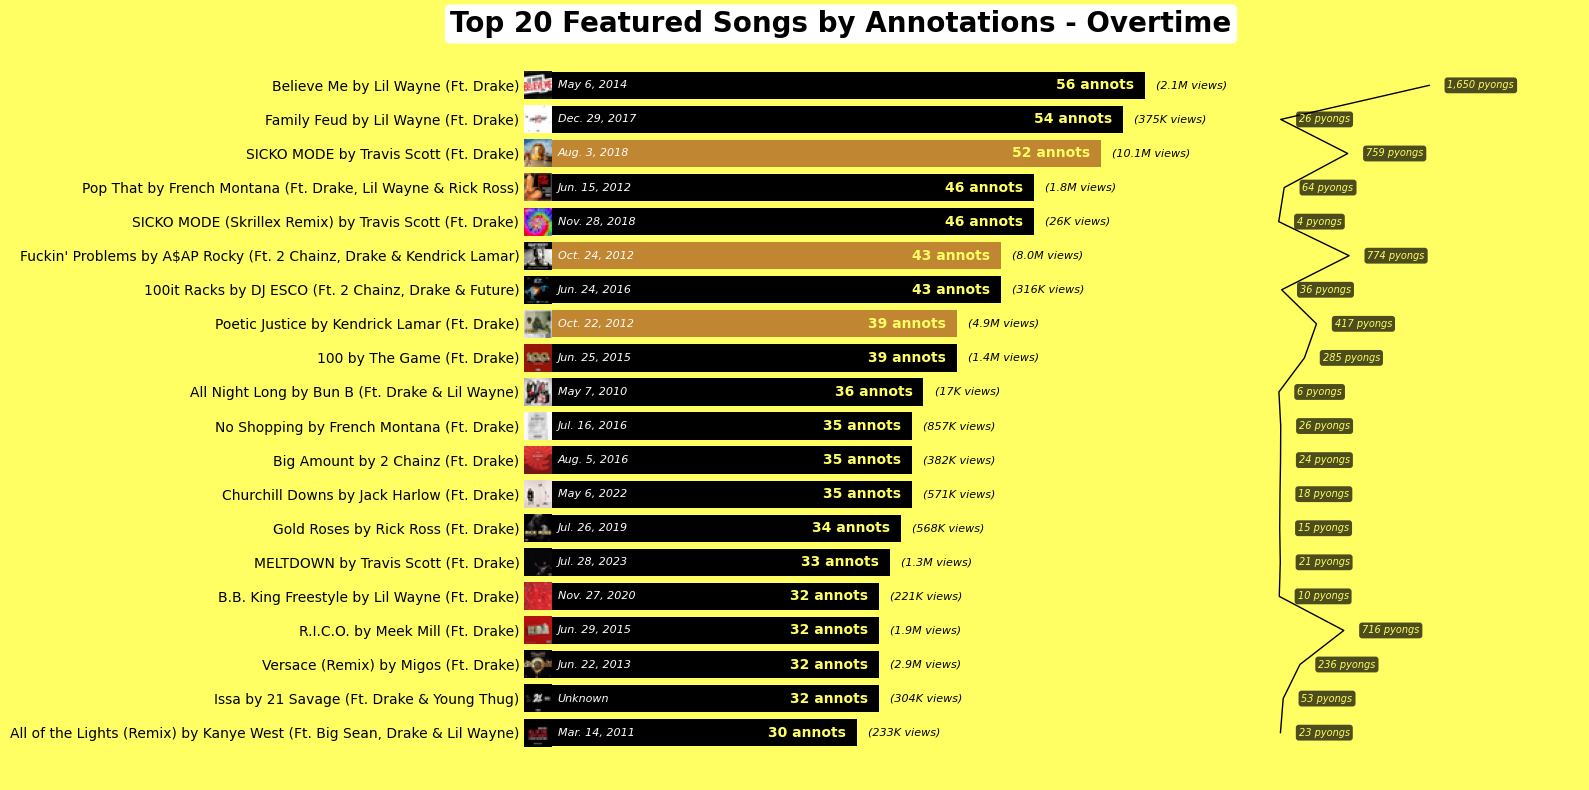 Top 20 Featured Songs by Annotations - Overtime
Believe Me by Lil Wayne (Ft. Drake) May 6, 2014 56 annots (2.1M views) 1,650 pyongs
Family Feud by Lil Wayne (Ft. Drake) Dec. 29, 2017 54 annots (375K views) 26 pyongs
SICKO MODE by Travis Scott (Ft. Drake) Aug. 3, 2018 52 annots (10.1M views) 759 pyongs
Pop That by French Montana (Ft. Drake, Lil Wayne & Rick Ross) Jun. 15, 2012 46 annots (1.8M views) 64 pyongs
SICKO MODE (Skrillex Remix) by Travis Scott (Ft. Drake) Nov. 28, 2018 46 annots (26K views) 4 pyongs
Fuckin' Problems by A$AP Rocky (Ft. 2 Chainz, Drake & Kendrick Lamar) Oct. 24, 2012 43 annots (8.0M views) 774 pyongs
100it Racks by DJ ESCO (Ft. 2 Chainz, Drake & Future) Jun. 24, 2016 43 annots (316K views) 36 pyongs
Poetic Justice by Kendrick Lamar (Ft. Drake) Oct. 22, 2012 39 annots (4.9M views) 417 pyongs
100 by The Game (Ft. Drake) Jun. 25, 2015 39 annots (1.4M views) 285 pyongs
All Night Long by Bun B (Ft. Drake & Lil Wayne) May 7, 2010 36 annots (17K views) 6 pyongs
No Shopping by French Montana (Ft. Drake) Jul. 16, 2016 35 annots (857K views) 26 pyongs
Big Amount by 2 Chainz (Ft. Drake) Aug. 5, 2016 35 annots (382K views) 24 pyongs
Churchill Downs by Jack Harlow (Ft. Drake) May 6, 2022 35 annots (571K views) 18 pyongs
Gold Roses by Rick Ross (Ft. Drake) Jul. 26, 2019 34 annots (568K views) 15 pyongs
MELTDOWN by Travis Scott (Ft. Drake) Jul. 28, 2023 33 annots (1.3M views) 21 pyongs
B.B. King Freestyle by Lil Wayne (Ft. Drake) Nov. 27, 2020 32 annots (221K views) 10 pyongs
R.I.C.O. by Meek Mill (Ft. Drake) Jun. 29, 2015 32 annots (1.9M views) 716 pyongs
Versace (Remix) by Migos (Ft. Drake) Jun. 22, 2013 32 annots (2.9M views) 236 pyongs
Issa by 21 Savage (Ft. Drake & Young Thug) Unknown 32 annots (304K views) 53 pyongs
All of the Lights (Remix) by Kanye West (Ft. Big Sean, Drake & Lil Wayne) Mar. 14, 2011 30 annots (233K views) 23 pyongs